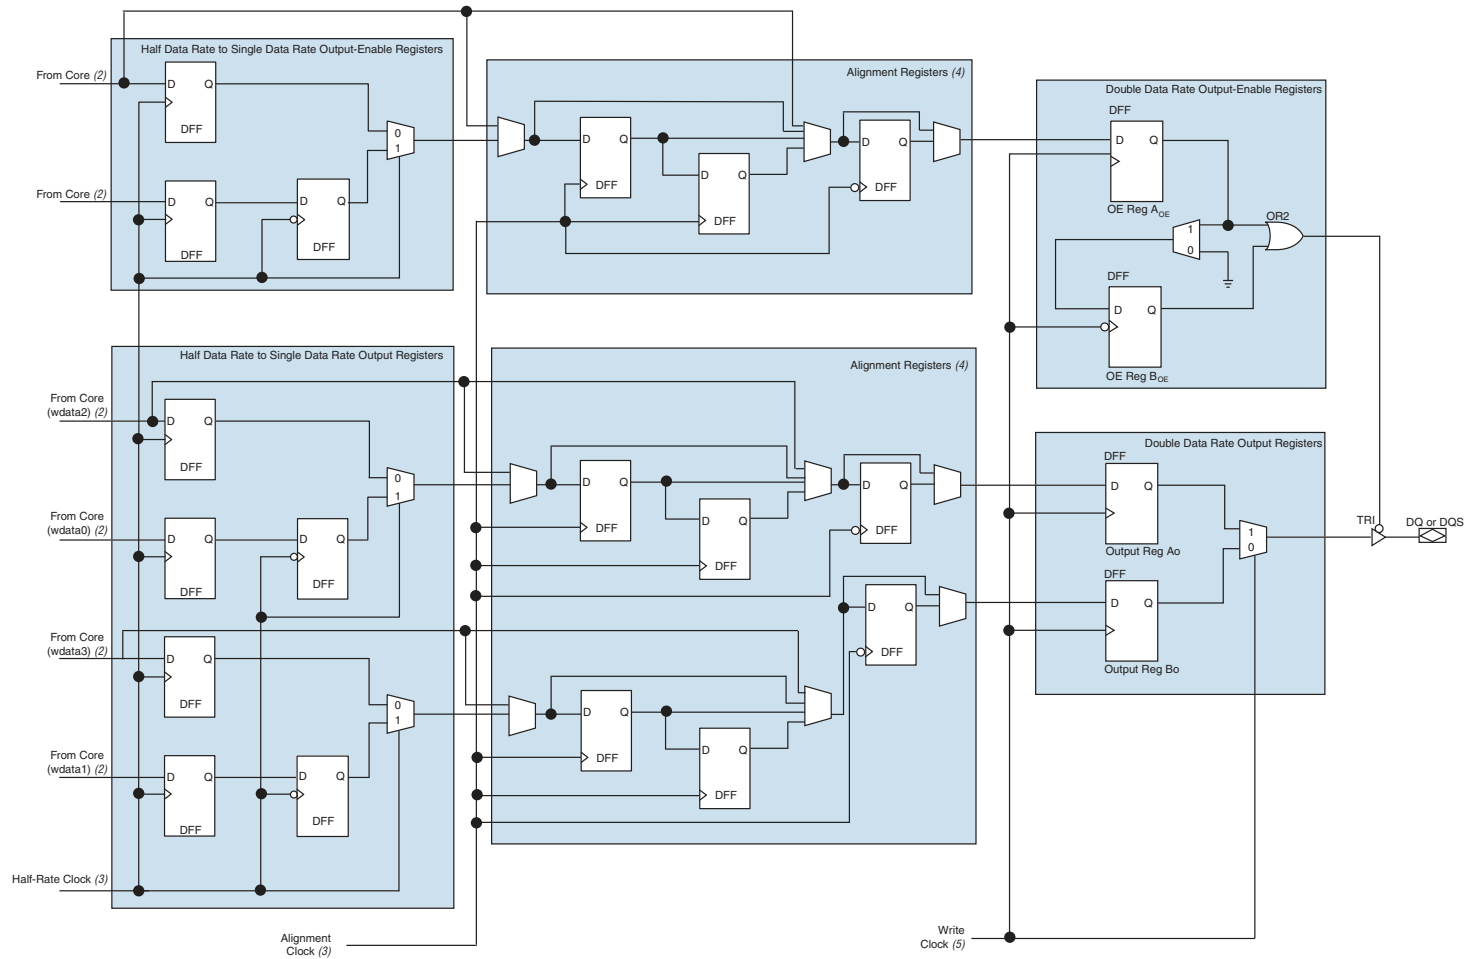 Half Data Rate to Single Data Rate Output-Enable Registers
From Core (2)
D Q
DFF
0
1
From Core (2)
D Q
DFF
D Q
DFF
Alignment Registers (4)
D Q
DFF
D Q
DFF
D Q
DFF
Double Data Rate Output-Enable Registers
DFF
D Q
OE Reg AOE
1
0
OR2
DFF
D Q
OE Reg BOE
Half Data Rate to Single Data Rate Output Registers
From Core
(wdata2) (2)
D Q
DFF
0
1
From Core
(wdata0) (2)
D Q
DFF
D Q
DFF
From Core
(wdata3) (2)
D Q
DFF
0
1
From Core
(wdata1) (2)
D Q
DFF
D Q
DFF
Half-Rate Clock (3)
Alignment Registers (4)
D Q
DFF
D Q
DFF
D Q
DFF
D Q
DFF
D Q
DFF
D Q
DFF
Alignment
Clock (3)
Double Data Rate Output Registers
DFF
D Q
Output Reg Ao
1
0
DFF
D Q
Output Reg Bo
TRI
DQ or DQS
Write
Clock (5)